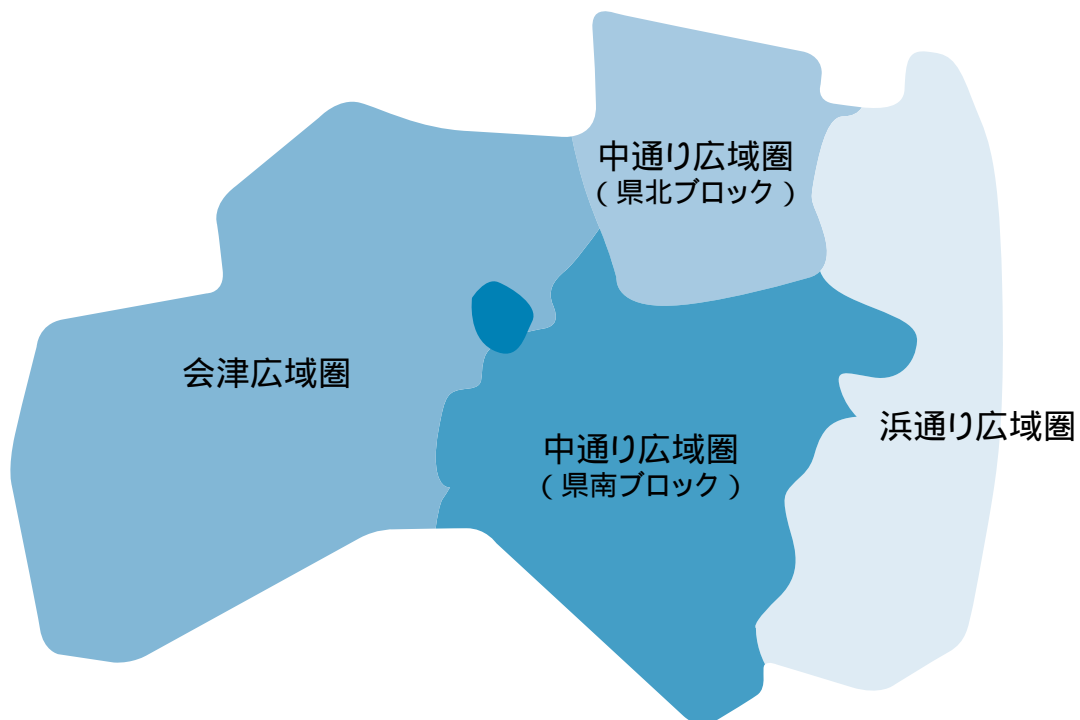 中通り広域圏
（県北ブロック）
会津広域圏
浜通り広域圏
中通り広域圏
（県南ブロック）